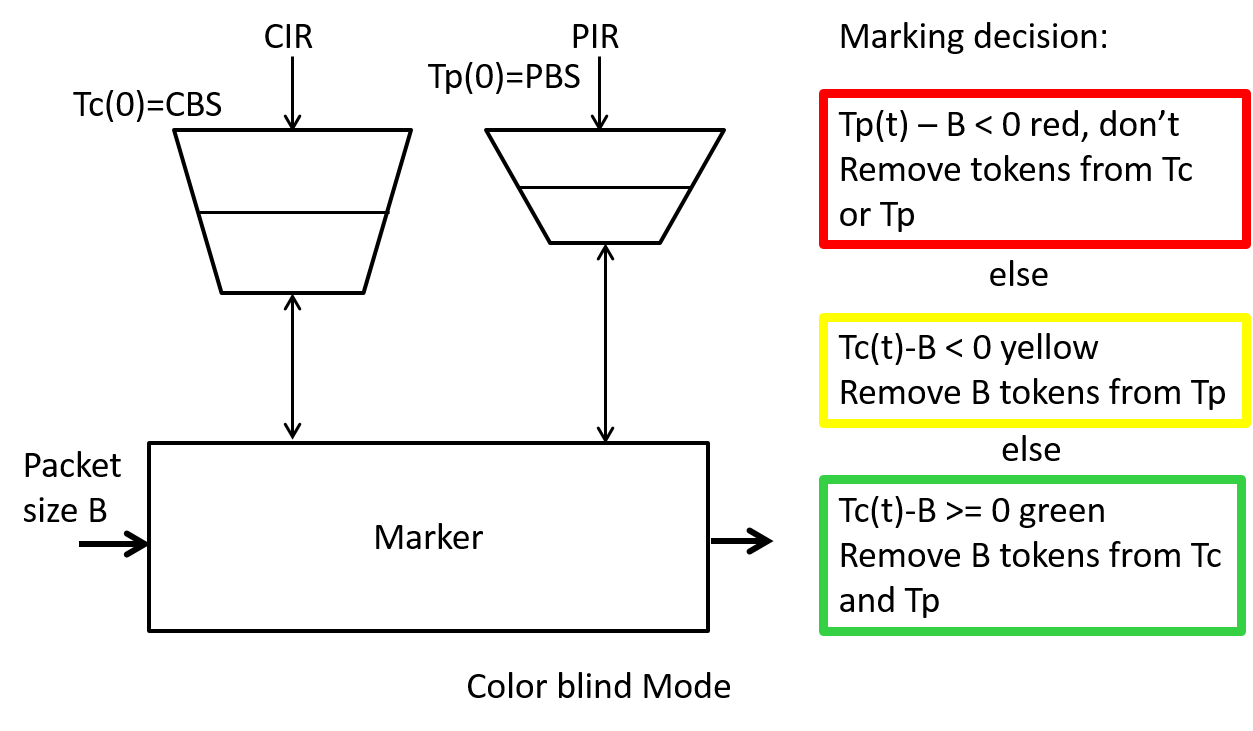 CIR
PIR
Tp(0)=PBS
Tc(0)=CBS
Packet
size B
Marker
Color blind Mode
Marking decision:
Tp(t) – B < 0 red, don’t
Remove tokens from Tc
or Tp
else
Tc(t)-B < 0 yellow
Remove B tokens from Tp
else
Tc(t)-B >= 0 green
Remove B tokens from Tc
and Tp